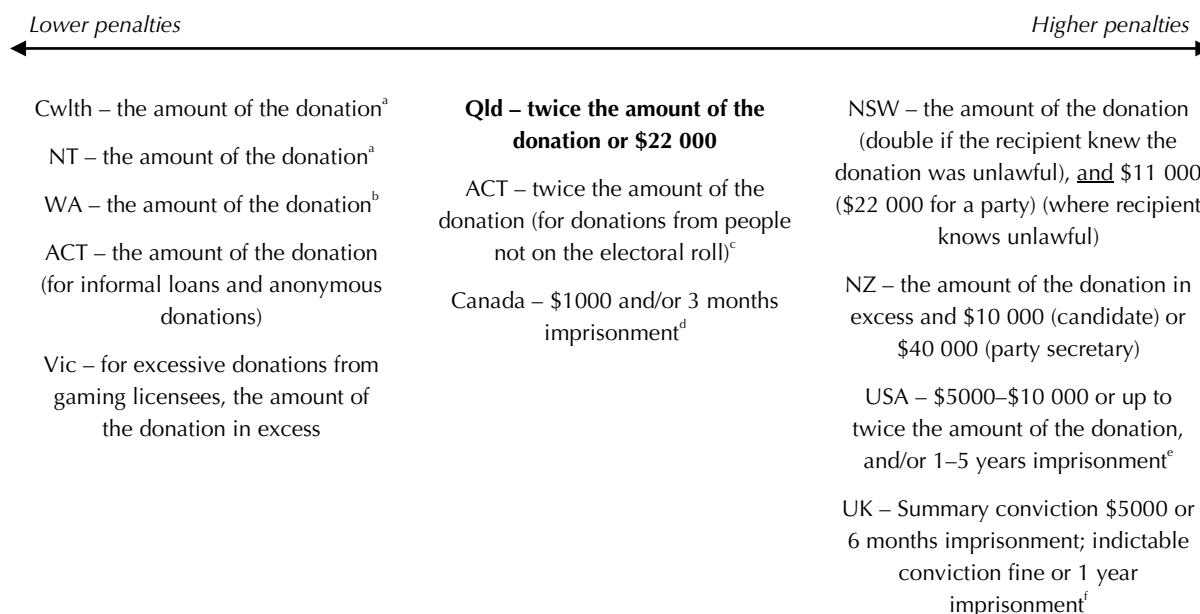 Lower penalties
Higher penalties
Cwlth – the amount of the donationᵃ
NT – the amount of the donationᵃ
WA – the amount of the donationᵇ
ACT – the amount of the donation
(for informal loans and anonymous
donations)
Vic – for excessive donations from
gaming licensees, the amount of
the donation in excess
Qld – twice the amount of the
donation or $22 000
ACT – twice the amount of the
donation (for donations from people
not on the electoral roll)ᶜ
Canada – $1000 and/or 3 months
imprisonmentᵈ
NSW – the amount of the donation
(double if the recipient knew the
donation was unlawful), and $11 000
($22 000 for a party) (where recipient
knows unlawful)
NZ – the amount of the donation in
excess and $10 000 (candidate) or
$40 000 (party secretary)
USA – $5000–$10 000 or up to
twice the amount of the donation,
and/or 1–5 years imprisonmentᵉ
UK – Summary conviction $5000 or
6 months imprisonment; indictable
conviction fine or 1 year
imprisonmentᶠ